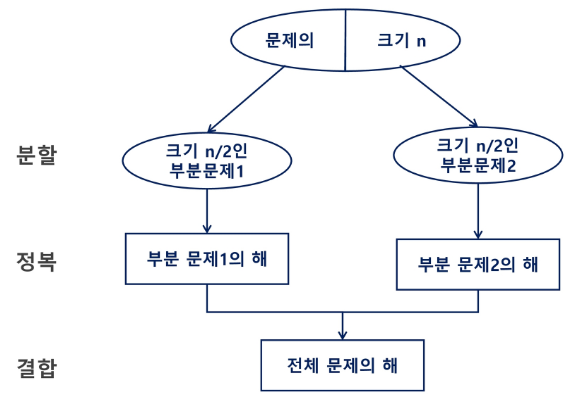 문제의 크기 n
분할
크기 n/2인
부분문제1
크기 n/2인
부분문제2
정복
부분 문제1의 해
부분 문제2의 해
결합
전체 문제의 해